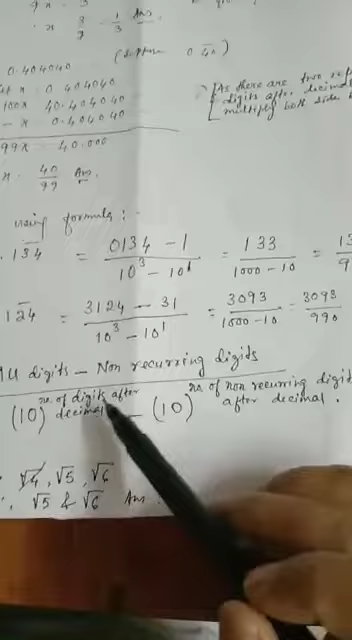 x = 3/9 = 1/3 Ans.
(suppose 0.40)
0.404040
x = 0.404040
100x = 40.404040
- x = 0.404040
99x = 40.000
x = 40/99 Ans.
[As there are two
digits after decimal
multiply both side
using formula :-
.134 = 0134 - 1 / 10³ - 10¹ = 133 / 1000 - 10 =
124 = 3124 - 31 / 10³ - 10¹ = 3093 / 1000 - 10 = 3093 / 990
All digits - Non recurring digits
(10) no. of digits after decimal - (10) no. of non recurring digits after decimal.
√4, √5, √6
√5 & √6 Ans.